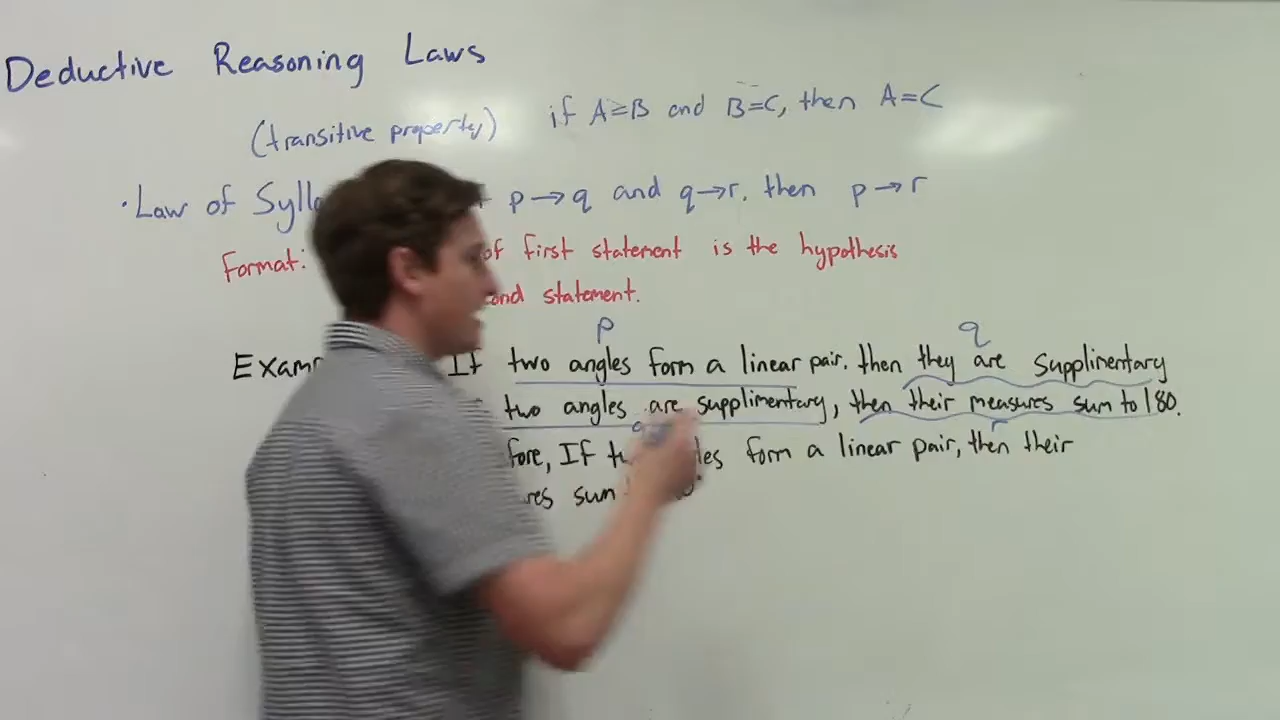 Deductive Reasoning Laws
(transitive property) if A=B and B=C, then A=C
· Law of Syll p→q and q→r, then p→r
Format: of first statement is the hypothesis
ond statement.
p q
Exam If two angles form a linear pair. then they are supplimentary
two angles are supplimentary, then their measures sum to 180.
r
fore, If les form a linear pair, then their
res sum